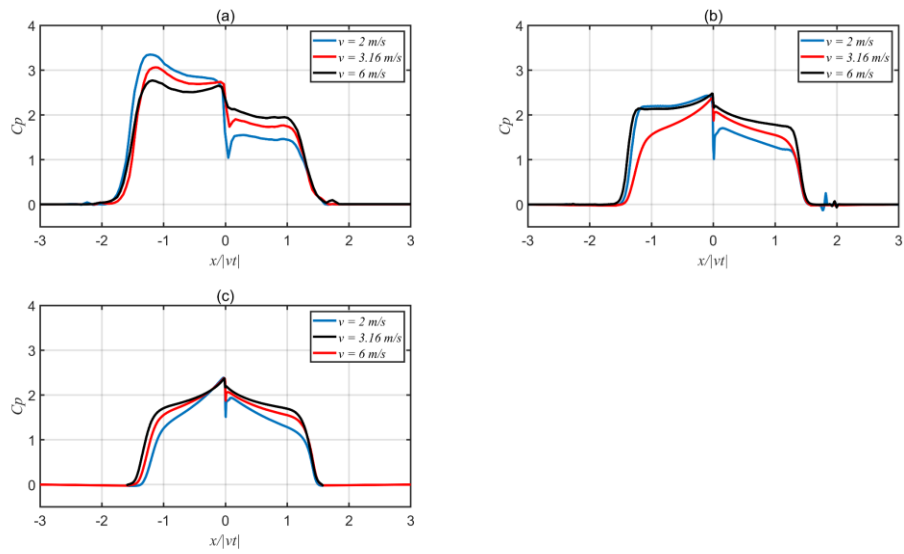 (a)
4
3
2
1
0
Cp
-3 -2 -1 0 1 2 3
x/|vt|
v = 2 m/s
v = 3.16 m/s
v = 6 m/s
(b)
4
3
2
1
0
Cp
-3 -2 -1 0 1 2 3
x/|vt|
v = 2 m/s
v = 3.16 m/s
v = 6 m/s
(c)
4
3
2
1
0
Cp
-3 -2 -1 0 1 2 3
x/|vt|
v = 2 m/s
v = 3.16 m/s
v = 6 m/s